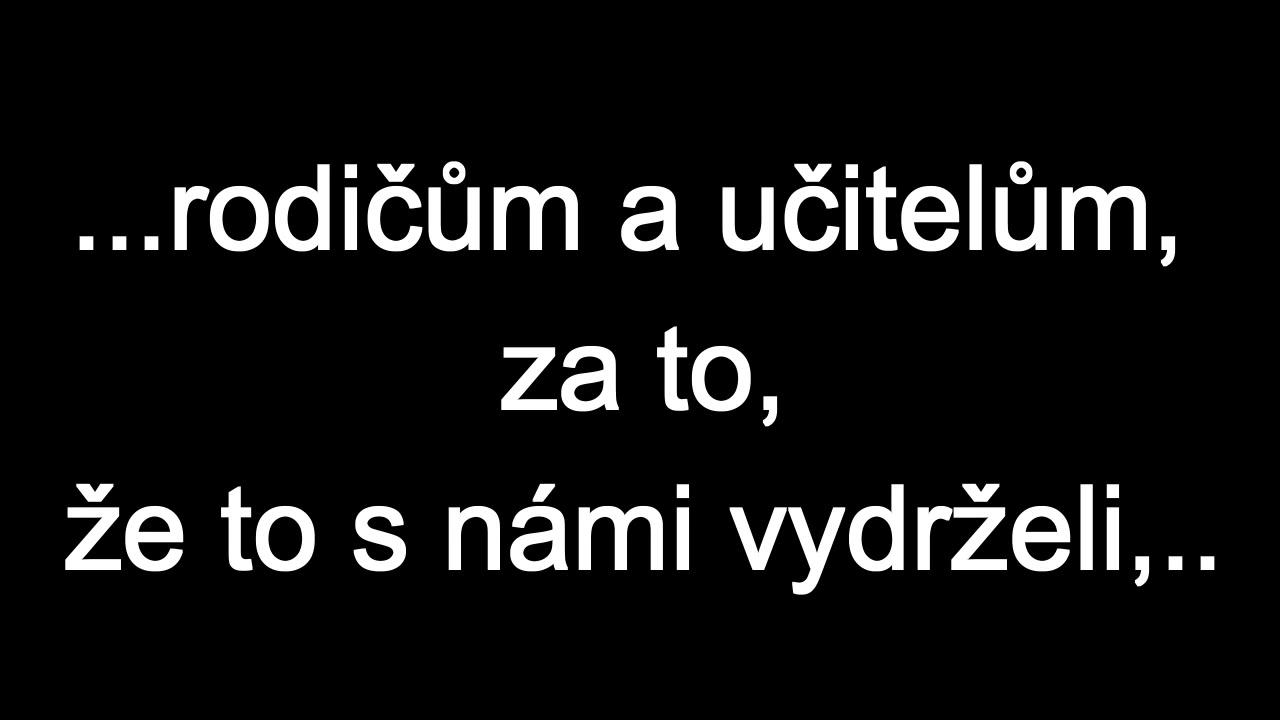 ...rodičům a učitelům,
za to,
že to s námi vydrželi,..